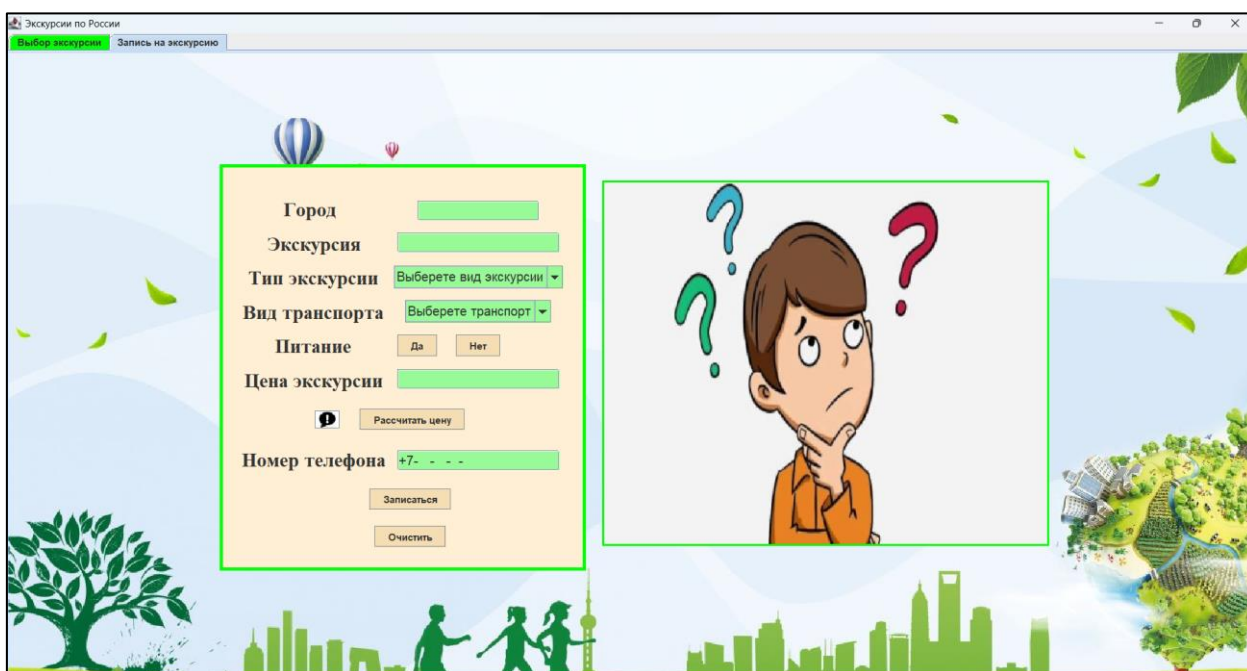 Экскурсии по России
Выбор экскурсии Запись на экскурсию
Город
Экскурсия
Тип экскурсии Выберете вид экскурсии
Вид транспорта Выберете транспорт
Питание Да Нет
Цена экскурсии
Рассчитать цену
Номер телефона +7- - - -
Записаться
Очистить